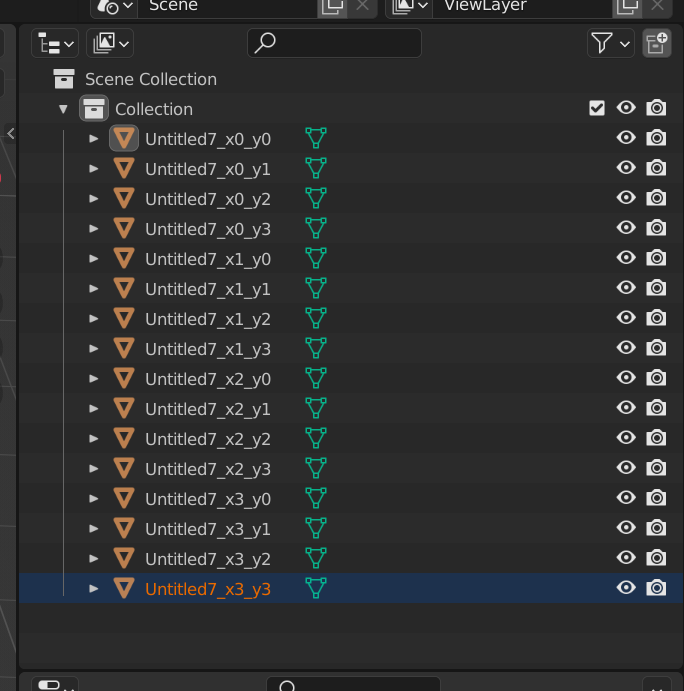 Scene
ViewLayer
Scene Collection
Collection
Untitled7_x0_y0
Untitled7_x0_y1
Untitled7_x0_y2
Untitled7_x0_y3
Untitled7_x1_y0
Untitled7_x1_y1
Untitled7_x1_y2
Untitled7_x1_y3
Untitled7_x2_y0
Untitled7_x2_y1
Untitled7_x2_y2
Untitled7_x2_y3
Untitled7_x3_y0
Untitled7_x3_y1
Untitled7_x3_y2
Untitled7_x3_y3